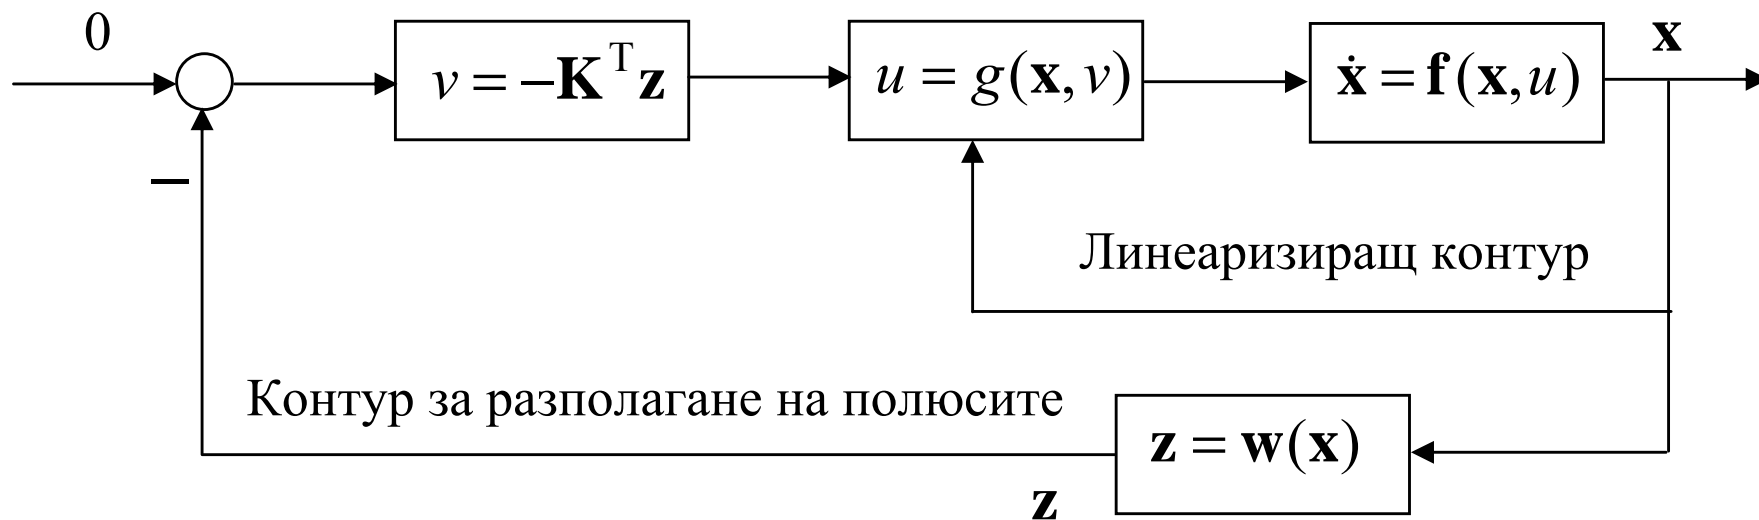 0
v = −K^T z
u = g(x, v)
ẋ = f(x, u)
x
−
Линеаризиращ контур
Контур за разполагане на полюсите
z = w(x)
z